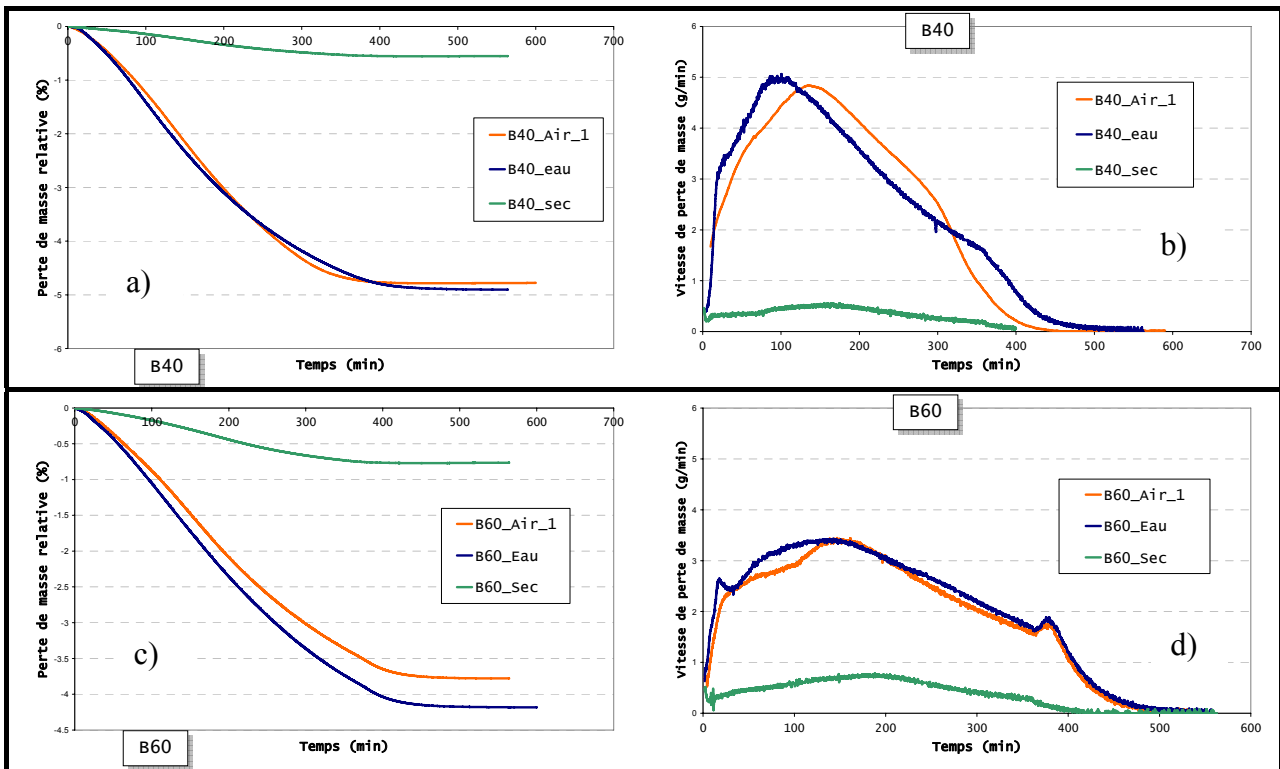 0
0 100 200 300 400 500 600 700
-1
-2
-3
-4
-5
-6
Perte de masse relative (%)
Temps (min)
B40_Air_1
B40_eau
B40_sec
a)
B40
B40
6
5
4
3
2
1
0
0 100 200 300 400 500 600 700
Vitesse de perte de masse (g/min)
Temps (min)
B40_Air_1
B40_eau
B40_sec
b)
0
0 100 200 300 400 500 600 700
-0.5
-1
-1.5
-2
-2.5
-3
-3.5
-4
-4.5
Perte de masse relative (%)
Temps (min)
B60_Air_1
B60_Eau
B60_Sec
c)
B60
B60
6
5
4
3
2
1
0
0 100 200 300 400 500 600
Vitesse de perte de masse (g/min)
Temps (min)
B60_Air_1
B60_Eau
B60_Sec
d)